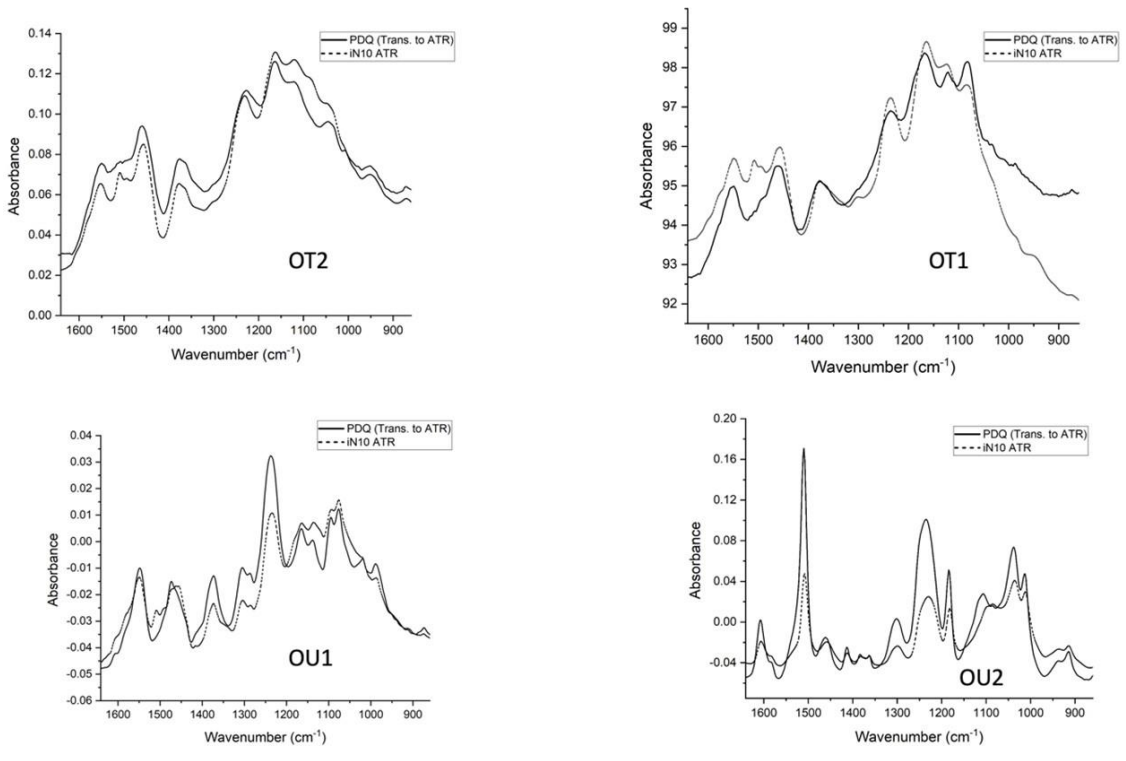 PDQ (Trans. to ATR)
iN10 ATR
0.14
0.12
0.10
0.08
0.06
0.04
0.02
0.00
Absorbance
OT2
1600 1500 1400 1300 1200 1100 1000 900
Wavenumber (cm-1)
PDQ (Trans. to ATR)
iN10 ATR
99
98
97
96
95
94
93
92
Absorbance
OT1
1600 1500 1400 1300 1200 1100 1000 900
Wavenumber (cm-1)
PDQ (Trans. to ATR)
iN10 ATR
0.04
0.03
0.02
0.01
0.00
-0.01
-0.02
-0.03
-0.04
-0.05
-0.06
Absorbance
OU1
1600 1500 1400 1300 1200 1100 1000 900
Wavenumber (cm-1)
PDQ (Trans. to ATR)
iN10 ATR
0.20
0.16
0.12
0.08
0.04
0.00
-0.04
Absorbance
OU2
1600 1500 1400 1300 1200 1100 1000 900
Wavenumber (cm-1)